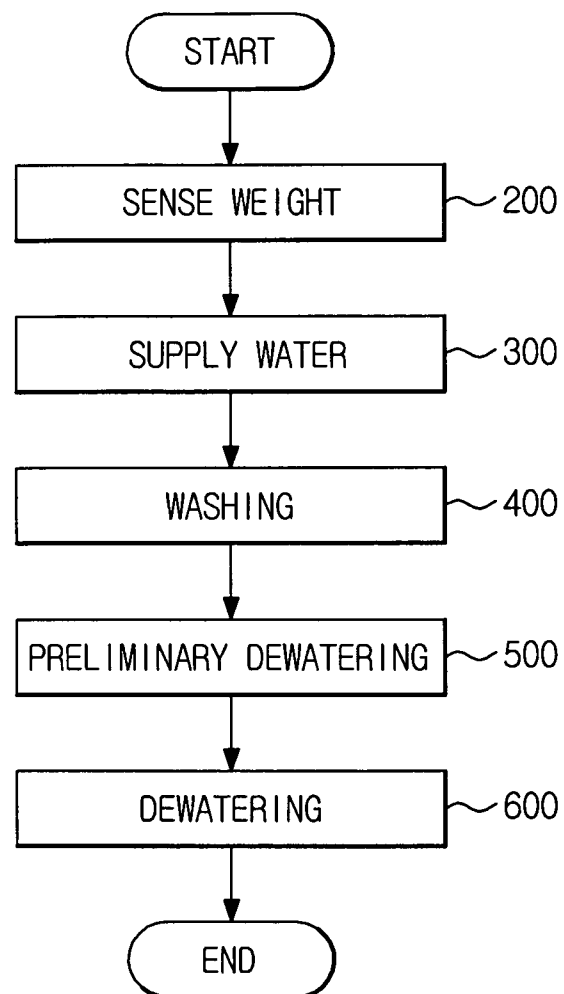 START
SENSE WEIGHT 200
SUPPLY WATER 300
WASHING 400
PRELIMINARY DEWATERING 500
DEWATERING 600
END